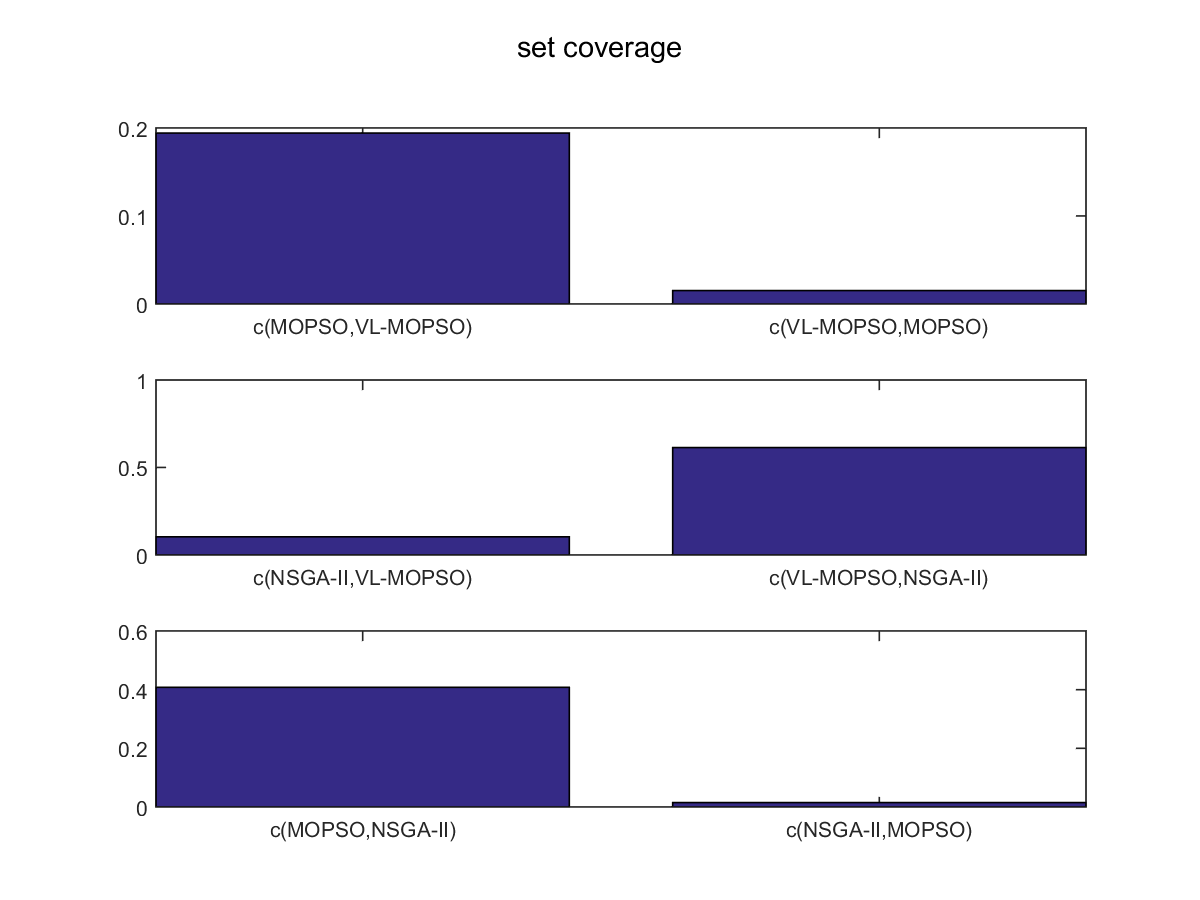 set coverage
0.2
0.1
0
c(MOPSO,VL-MOPSO) c(VL-MOPSO,MOPSO)
1
0.5
0
c(NSGA-II,VL-MOPSO) c(VL-MOPSO,NSGA-II)
0.6
0.4
0.2
0
c(MOPSO,NSGA-II) c(NSGA-II,MOPSO)